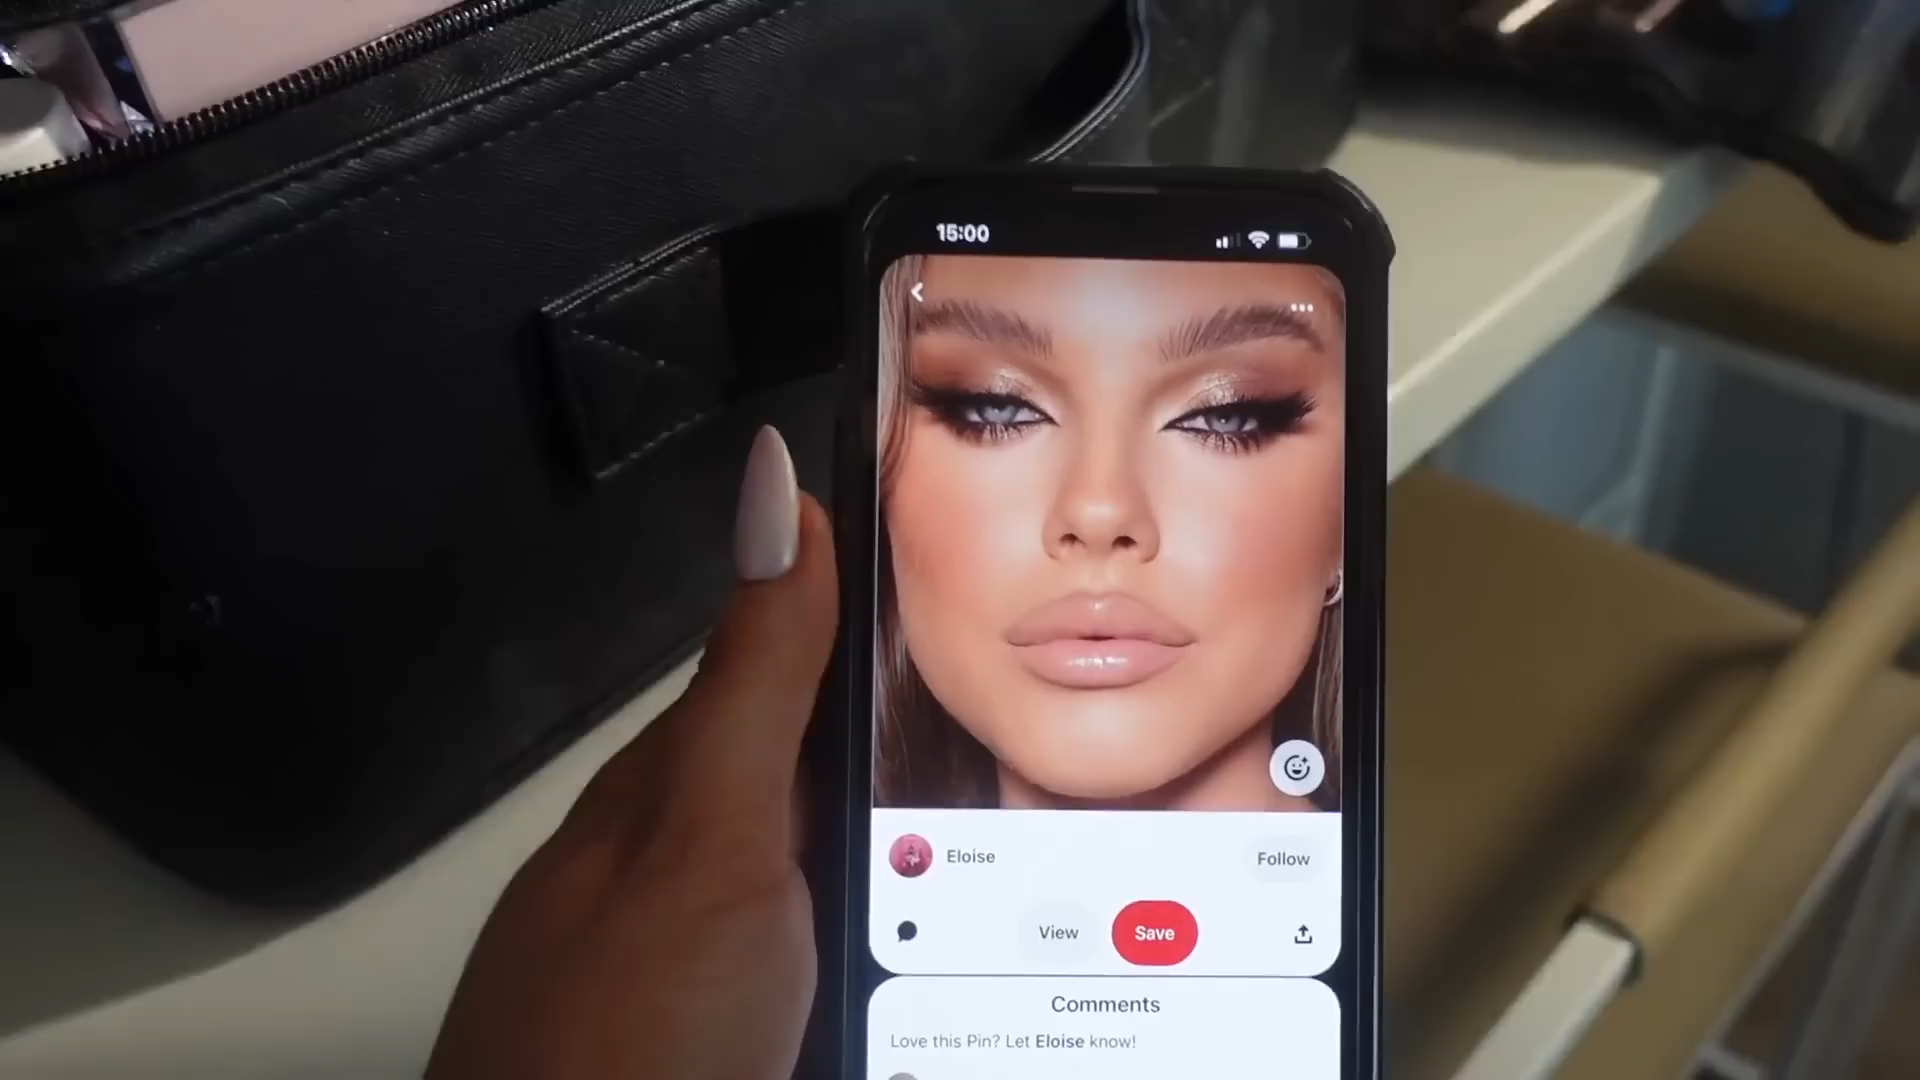 15:00
Eloise
Follow
View
Save
Comments
Love this Pin? Let Eloise know!